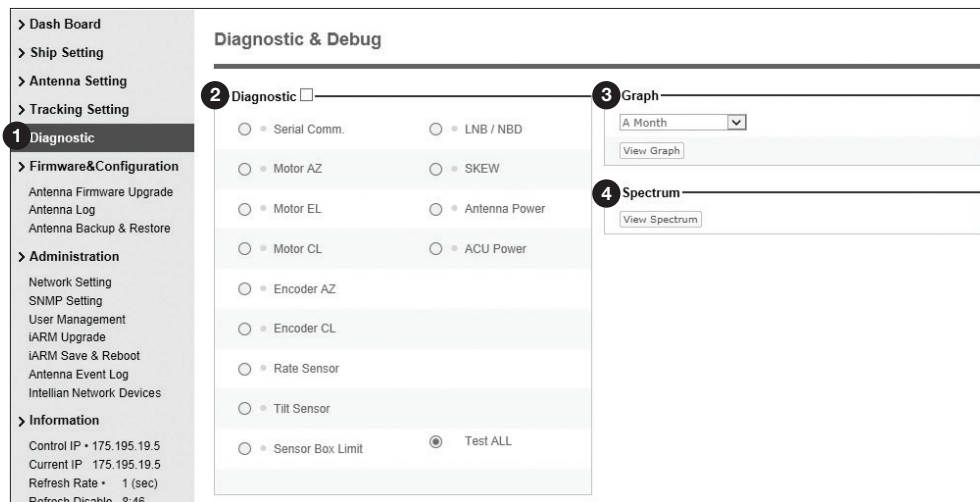 > Dash Board
> Ship Setting
> Antenna Setting
> Tracking Setting
1 Diagnostic
> Firmware&Configuration
Antenna Firmware Upgrade
Antenna Log
Antenna Backup & Restore
> Administration
Network Setting
SNMP Setting
User Management
iARM Upgrade
iARM Save & Reboot
Antenna Event Log
Intellian Network Devices
> Information
Control IP • 175.195.19.5
Current IP 175.195.19.5
Refresh Rate • 1 (sec)
Refresh Disable 8:46
Diagnostic & Debug
2 Diagnostic
Serial Comm.
Motor AZ
Motor EL
Motor CL
Encoder AZ
Encoder CL
Rate Sensor
Tilt Sensor
Sensor Box Limit
LNB / NBD
SKEW
Antenna Power
ACU Power
Test ALL
3 Graph
A Month
View Graph
4 Spectrum
View Spectrum